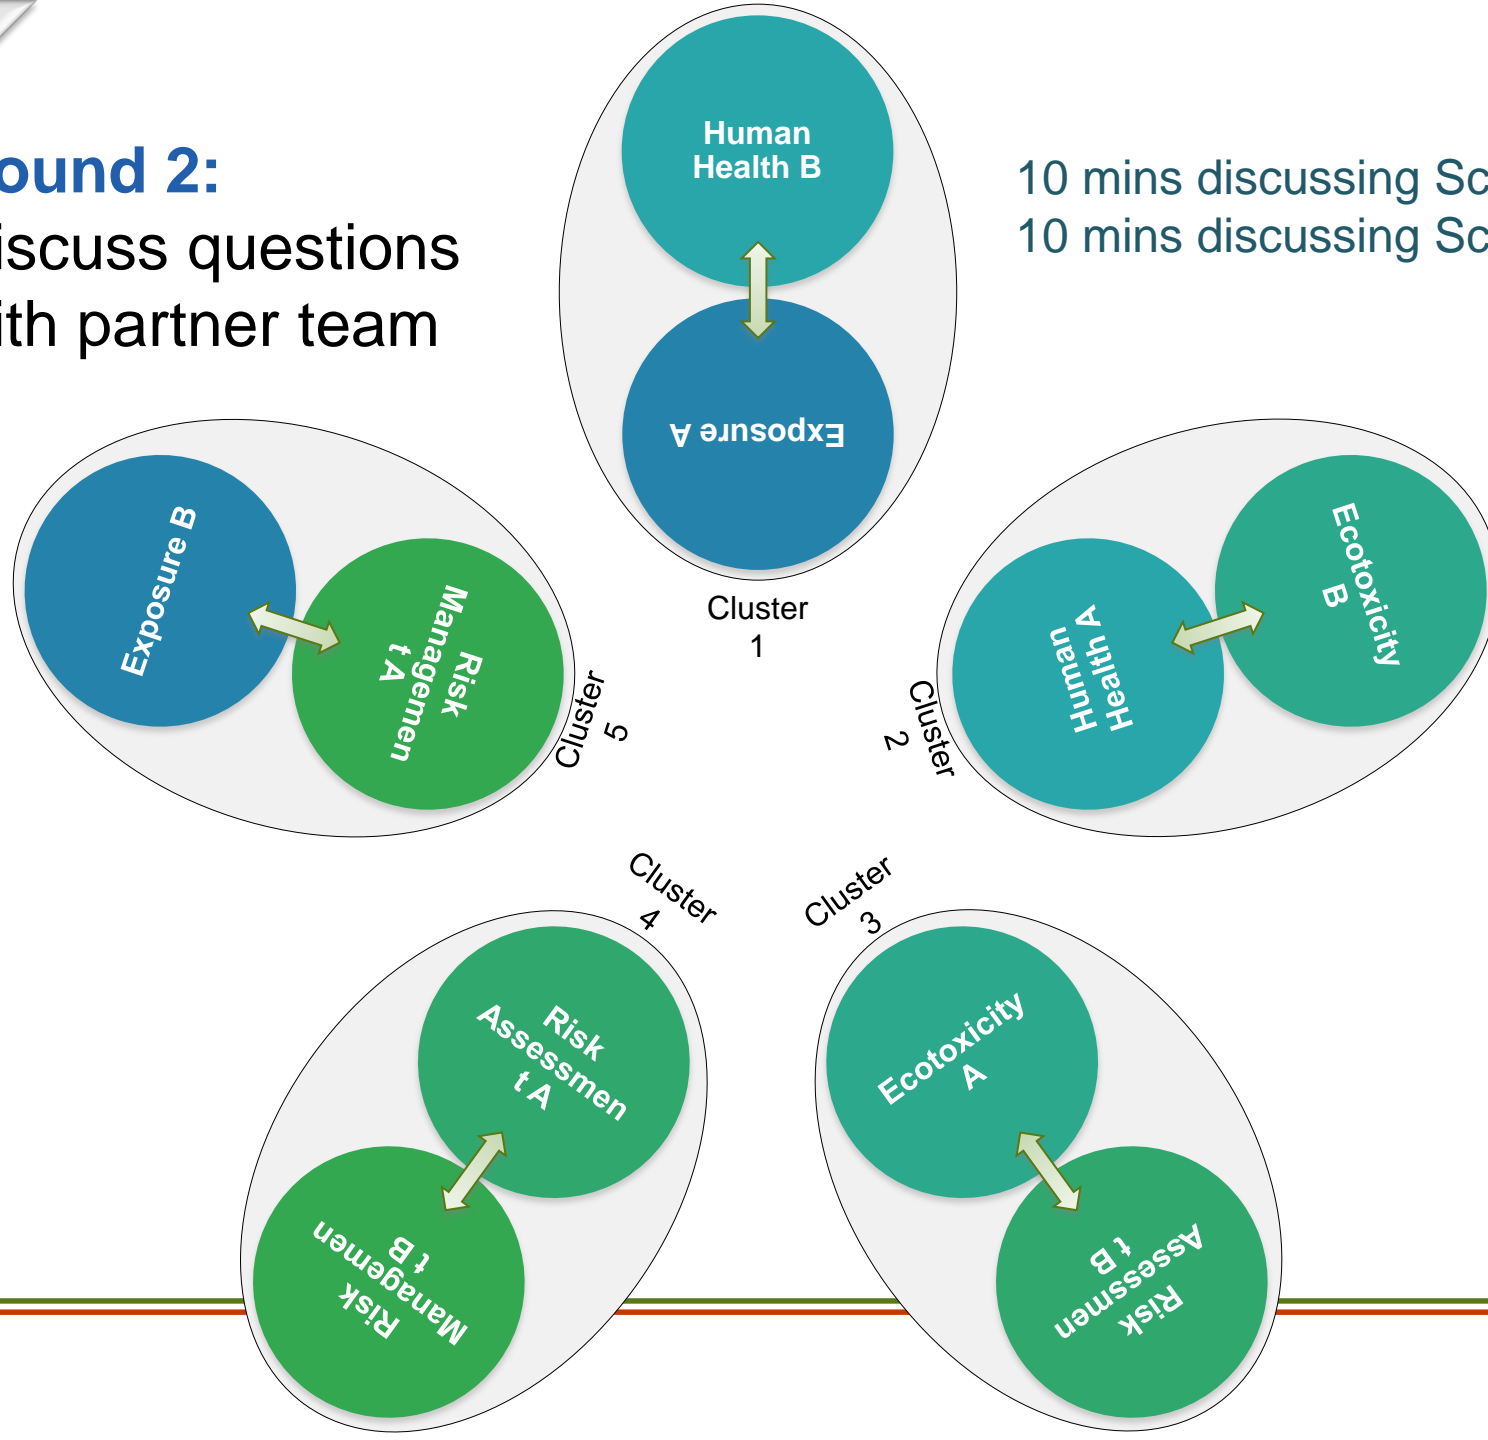 ound 2:
iscuss questions
ith partner team
10 mins discussing Sc
10 mins discussing Sc
Human
Health B
Exposure A
Cluster
1
Human
Health A
Ecotoxicity
B
Cluster
2
Ecotoxicity
A
Risk
Assessmen
t B
Cluster
3
Risk
Assessmen
t A
Risk
Managemen
t B
Cluster
4
Exposure B
Risk
Managemen
t A
Cluster
5